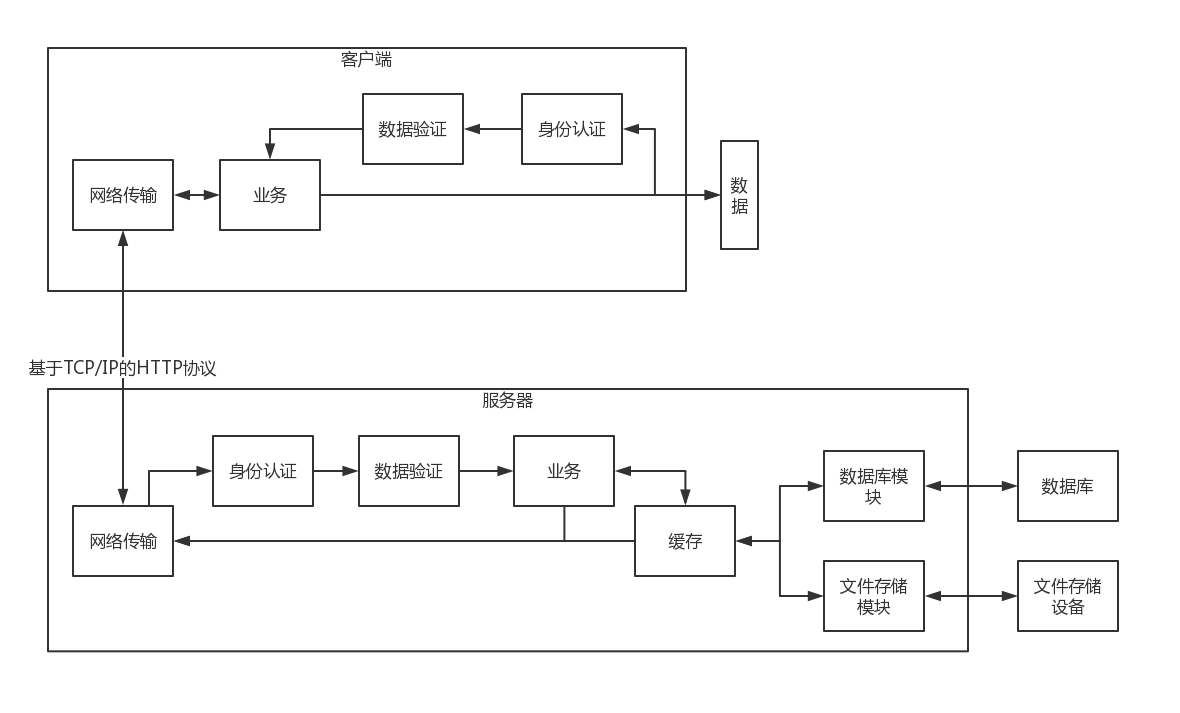 客户端
数据验证
身份认证
网络传输
业务
数
据
基于TCP/IP的HTTP协议
服务器
身份认证
数据验证
业务
数据库模
块
数据库
网络传输
缓存
文件存储
模块
文件存储
设备